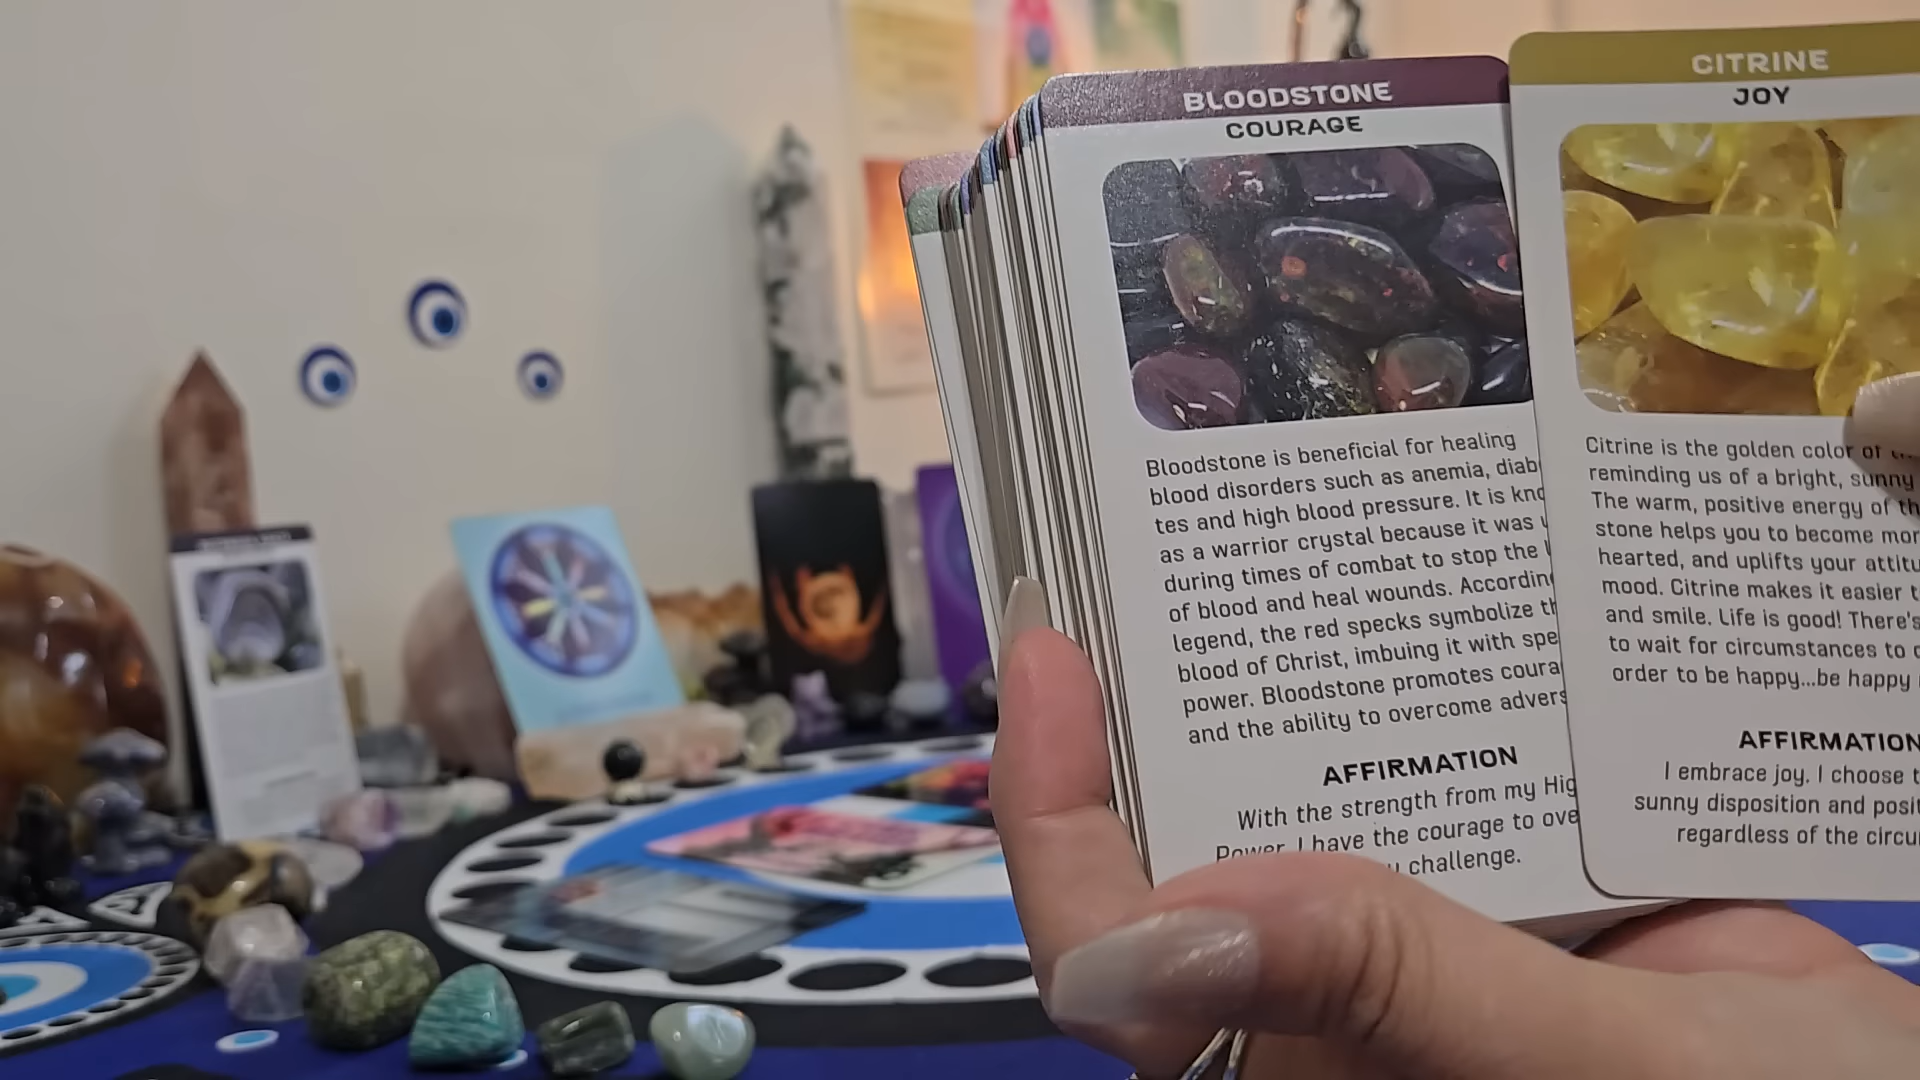 BLOODSTONE
COURAGE
Bloodstone is beneficial for healing
blood disorders such as anemia, diab
tes and high blood pressure. It is kno
as a warrior crystal because it was
during times of combat to stop the
of blood and heal wounds. Accordin
legend, the red specks symbolize th
blood of Christ, imbuing it with spe
power. Bloodstone promotes coura
and the ability to overcome advers
AFFIRMATION
With the strength from my Hig
Power, I have the courage to ove
challenge.
CITRINE
JOY
Citrine is the golden color of
reminding us of a bright, sunny
The warm, positive energy of th
stone helps you to become mor
hearted, and uplifts your attitu
mood. Citrine makes it easier t
and smile. Life is good! There's
to wait for circumstances to c
order to be happy...be happy
AFFIRMATION
I embrace joy. I choose t
sunny disposition and posit
regardless of the circu